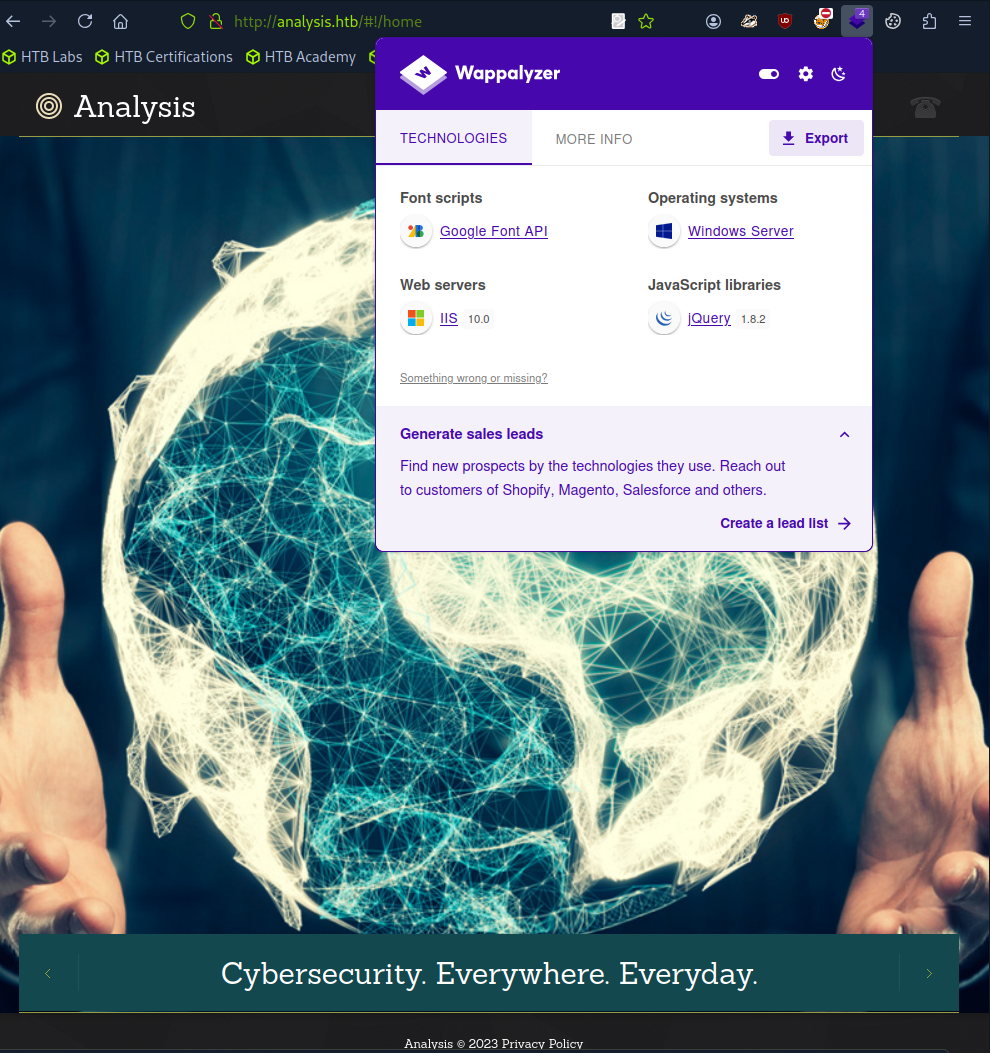 http://analysis.htb/#!/home
4
HTB Labs HTB Certifications HTB Academy
Analysis
Wappalyzer
TECHNOLOGIES MORE INFO Export
Font scripts
Google Font API
Operating systems
Windows Server
Web servers
IIS 10.0
JavaScript libraries
jQuery 1.8.2
Something wrong or missing?
Generate sales leads
Find new prospects by the technologies they use. Reach out
to customers of Shopify, Magento, Salesforce and others.
Create a lead list
Cybersecurity. Everywhere. Everyday.
Analysis © 2023 Privacy Policy